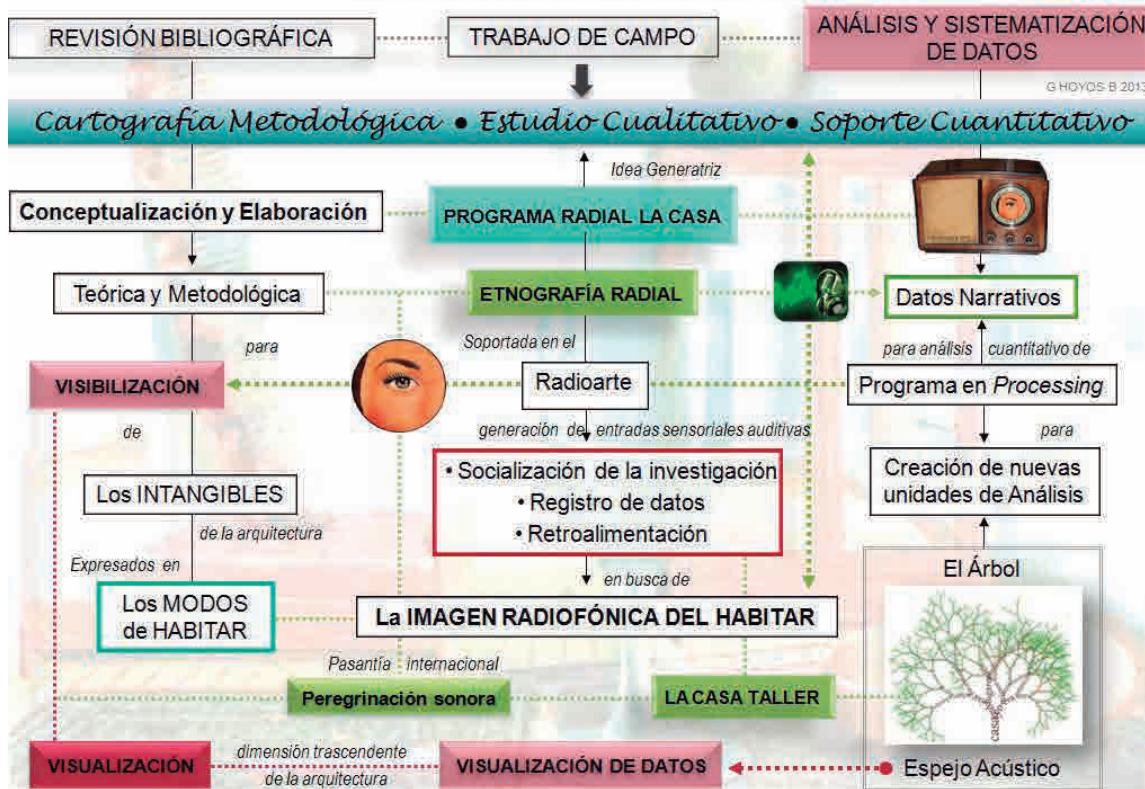 REVISIÓN BIBLIOGRÁFICA
TRABAJO DE CAMPO
ANÁLISIS Y SISTEMATIZACIÓN
DE DATOS
G HOYOS B 2013
Cartografía Metodológica • Estudio Cualitativo • Soporte Cuantitativo
Idea Generatriz
Conceptualización y Elaboración
PROGRAMA RADIAL LA CASA
Teórica y Metodológica
ETNOGRAFÍA RADIAL
Datos Narrativos
para
Soportada en el
para análisis cuantitativo de
VISIBILIZACIÓN
Radioarte
Programa en Processing
de
generación de entradas sensoriales auditivas
para
Los INTANGIBLES
• Socialización de la investigación
• Registro de datos
• Retroalimentación
Creación de nuevas
unidades de Análisis
de la arquitectura
Expresados en
en busca de
El Árbol
Los MODOS
de HABITAR
La IMAGEN RADIOFÓNICA DEL HABITAR
Pasantía internacional
Peregrinación sonora
LA CASA TALLER
casa
VISUALIZACIÓN
dimensión trascendente
de la arquitectura
VISUALIZACIÓN DE DATOS
Espejo Acústico